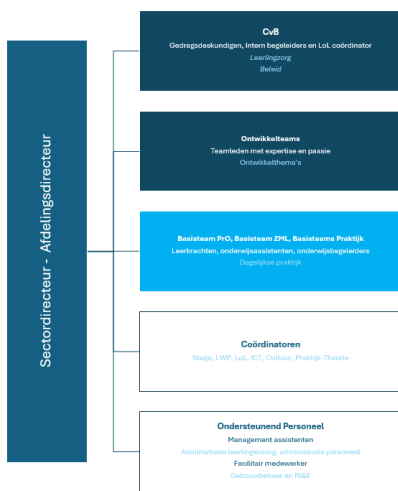 Sectordirecteur - Afdelingsdirecteur
CvB
Gedragsdeskundigen, Intern begeleiders en LoL coördinator
Leerlingzorg
Beleid
Ontwikkelteams
Teamleden met expertise en passie
Ontwikkelthema's
Basisteam PrO, Basisteam ZML, Basisteams Praktijk
Leerkrachten, onderwijsassistenten, onderwijsbegeleiders
Dagelijkse praktijk
Coördinatoren
Stage, LWP, LoL, ICT, Cultuur, Praktijk-Theorie
Ondersteunend Personeel
Management assistenten
Administratie leerlingenzorg, administratie personeel
Facilitair medewerker
Gebouwbeheer en RI&E